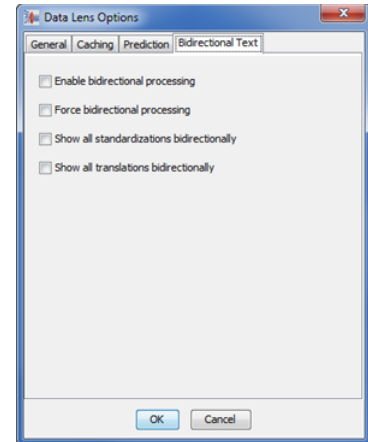 Data Lens Options
General Caching Prediction Bidirectional Text
Enable bidirectional processing
Force bidirectional processing
Show all standardizations bidirectionally
Show all translations bidirectionally
OK Cancel